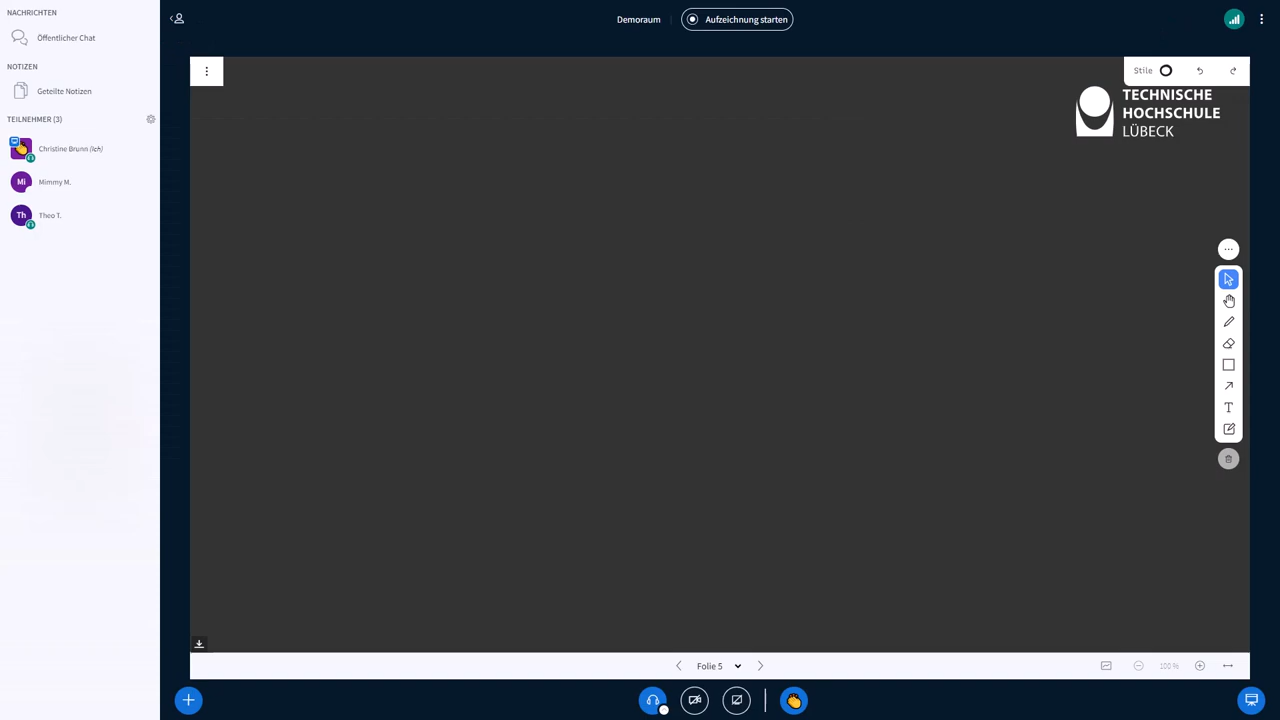 NACHRICHTEN
Öffentlicher Chat
NOTIZEN
Geteilte Notizen
TEILNEHMER (3)
Christine Brunn (Ich)
Mi Mimmy M.
Th Theo T.
Demoraum
Aufzeichnung starten
Stile
TECHNISCHE
HOCHSCHULE
LÜBECK
T
Folie 5
100 %